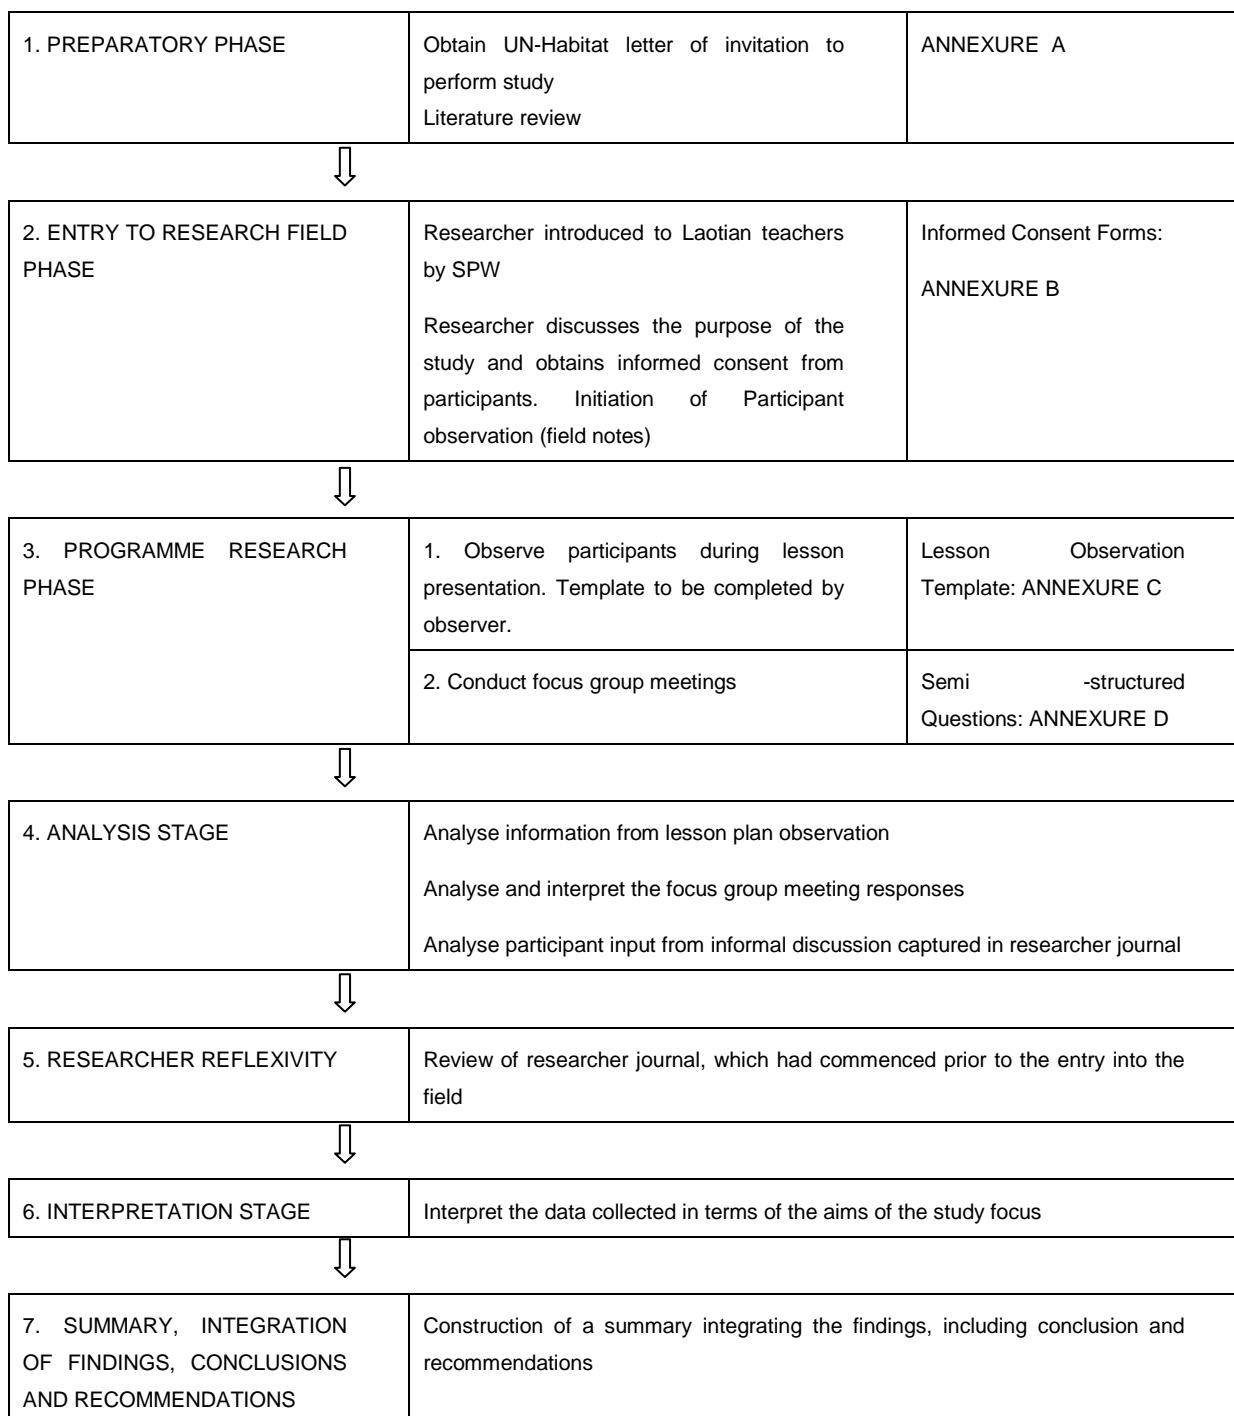 1. PREPARATORY PHASE
Obtain UN-Habitat letter of invitation to
perform study
Literature review
ANNEXURE A
2. ENTRY TO RESEARCH FIELD
PHASE
Researcher introduced to Laotian teachers
by SPW
Researcher discusses the purpose of the
study and obtains informed consent from
participants. Initiation of Participant
observation (field notes)
Informed Consent Forms:
ANNEXURE B
3. PROGRAMME RESEARCH
PHASE
1. Observe participants during lesson
presentation. Template to be completed by
observer.
Lesson Observation
Template: ANNEXURE C
2. Conduct focus group meetings
Semi -structured
Questions: ANNEXURE D
4. ANALYSIS STAGE
Analyse information from lesson plan observation
Analyse and interpret the focus group meeting responses
Analyse participant input from informal discussion captured in researcher journal
5. RESEARCHER REFLEXIVITY
Review of researcher journal, which had commenced prior to the entry into the
field
6. INTERPRETATION STAGE
Interpret the data collected in terms of the aims of the study focus
7. SUMMARY, INTEGRATION
OF FINDINGS, CONCLUSIONS
AND RECOMMENDATIONS
Construction of a summary integrating the findings, including conclusion and
recommendations